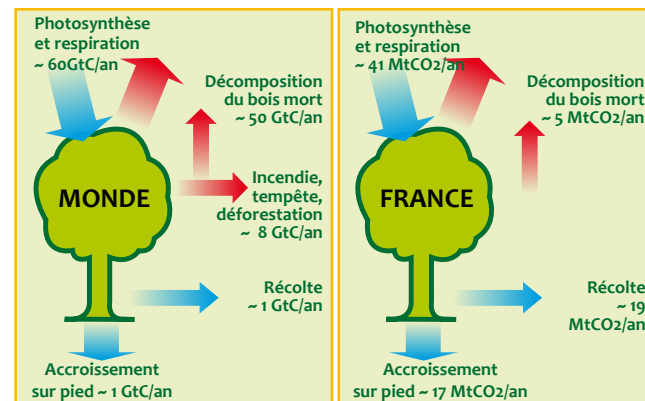 Photosynthèse
et respiration
~ 60GtC/an
Décomposition
du bois mort
~ 50 GtC/an
MONDE
Incendie,
tempête,
déforestation
~ 8 GtC/an
Récolte
~ 1 GtC/an
Accroissement
sur pied ~ 1 GtC/an
Photosynthèse
et respiration
~ 41 MtCO2/an
Décomposition
du bois mort
~ 5 MtCO2/an
FRANCE
Récolte
~ 19
MtCO2/an
Accroissement
sur pied ~ 17 MtCO2/an